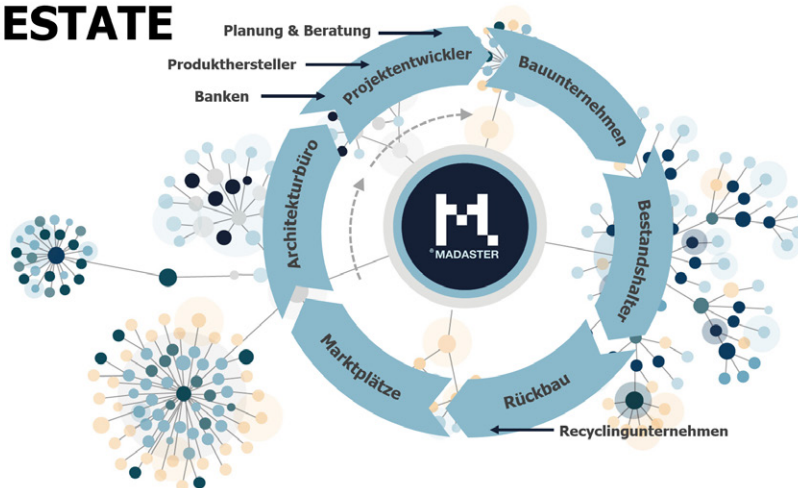 ESTATE
Planung & Beratung
Produkthersteller
Banken
Projektentwickler
Bauunternehmen
Architekturbüro
Bestandshalter
MADASTER
Marktplätze
Rückbau
Recyclingunternehmen